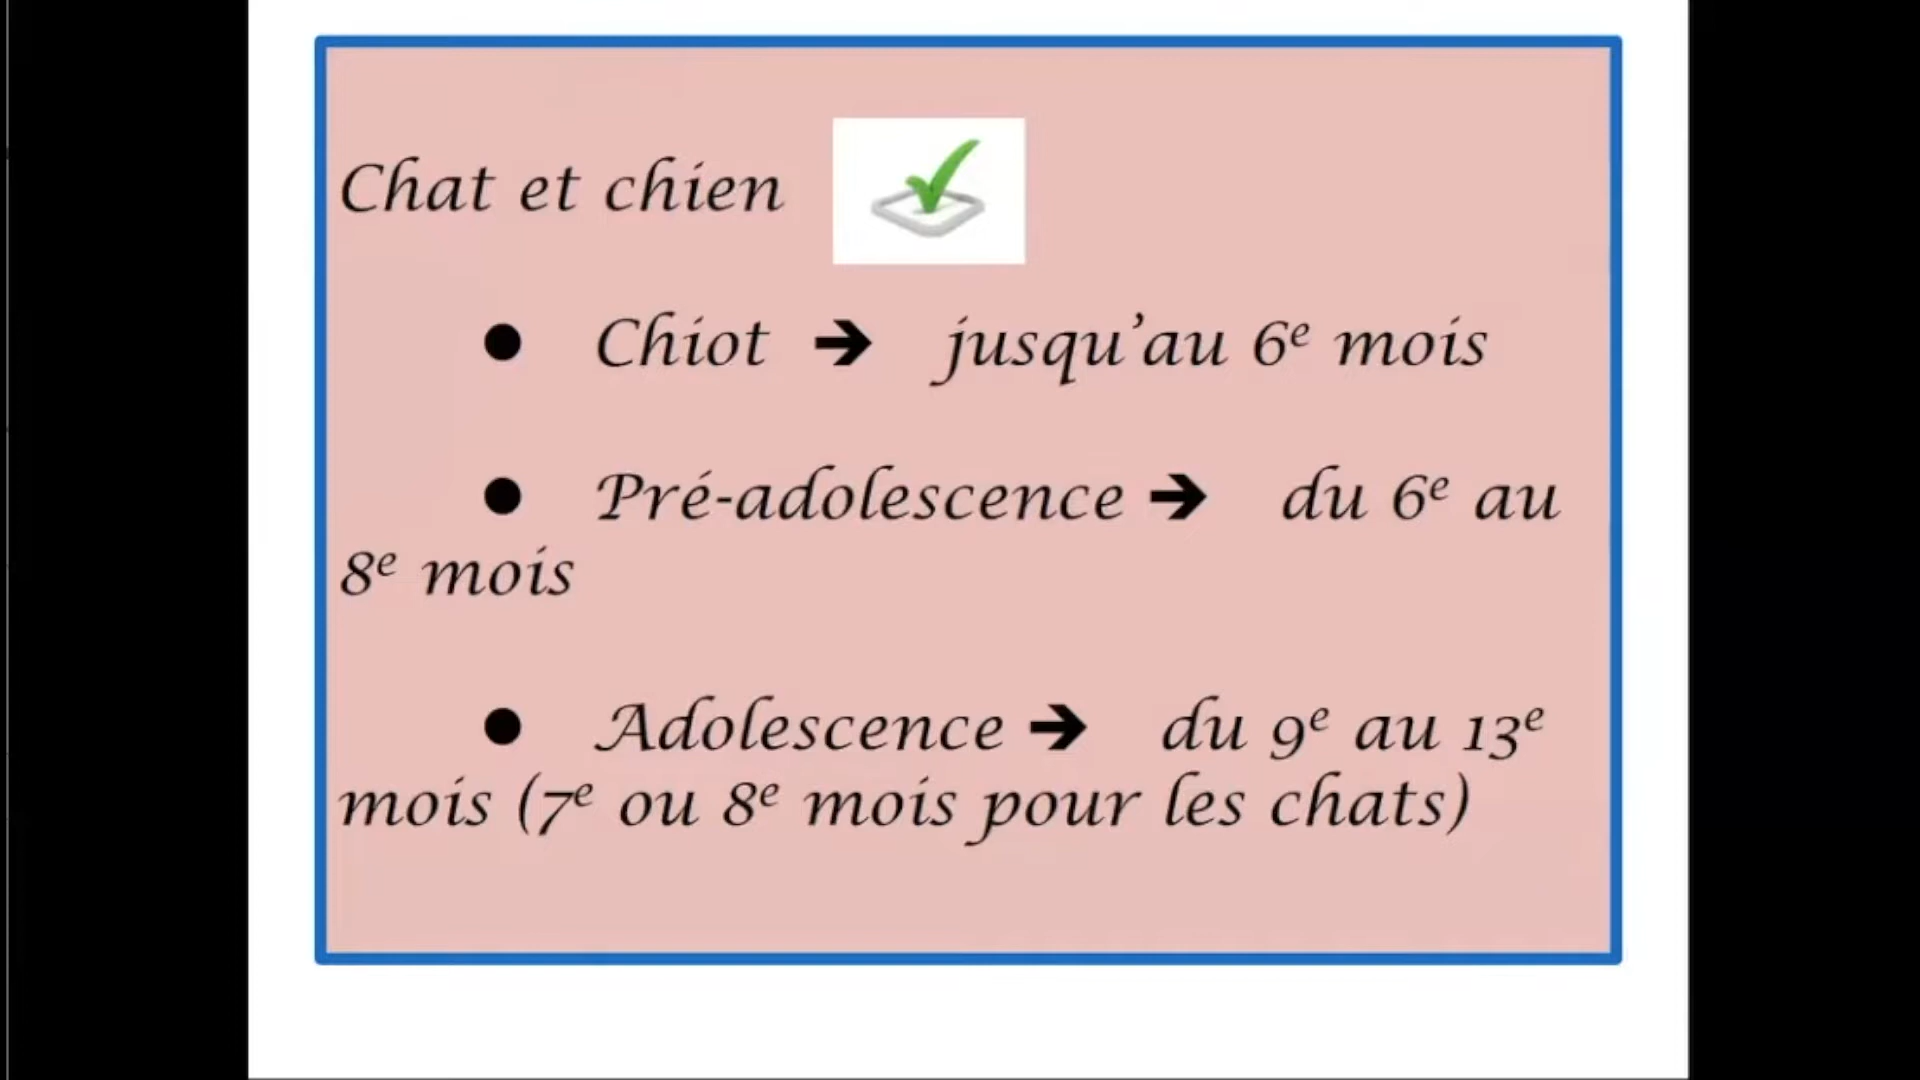 Chat et chien
● Chiot ➔ jusqu’au 6e mois
● Pré-adolescence ➔ du 6e au
8e mois
● Adolescence ➔ du 9e au 13e
mois (7e ou 8e mois pour les chats)